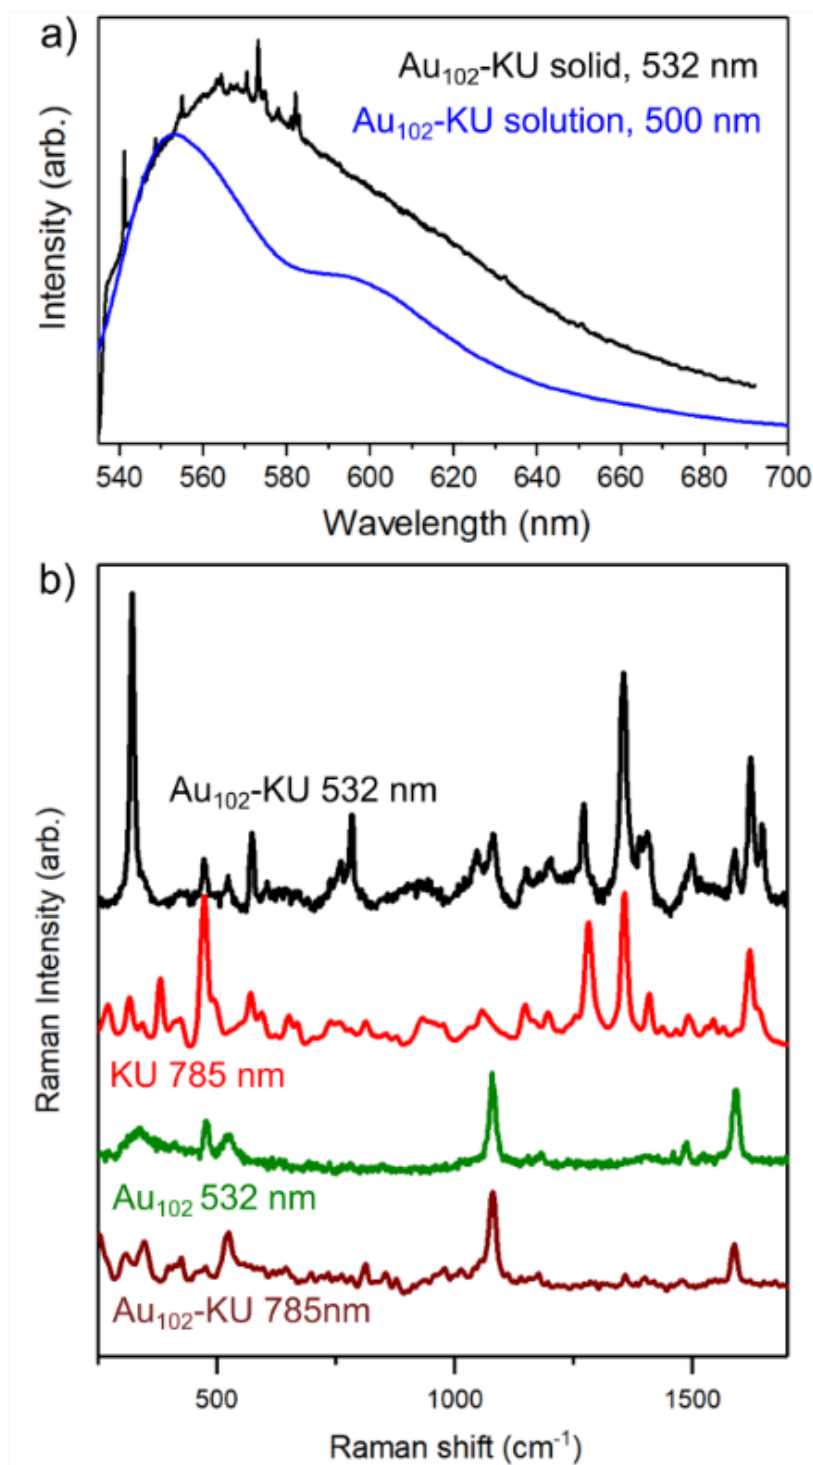 a)
Au₁₀₂-KU solid, 532 nm
Au₁₀₂-KU solution, 500 nm
Intensity (arb.)
540 560 580 600 620 640 660 680 700
Wavelength (nm)
b)
Au₁₀₂-KU 532 nm
KU 785 nm
Au₁₀₂ 532 nm
Au₁₀₂-KU 785nm
Raman Intensity (arb.)
500 1000 1500
Raman shift (cm⁻¹)